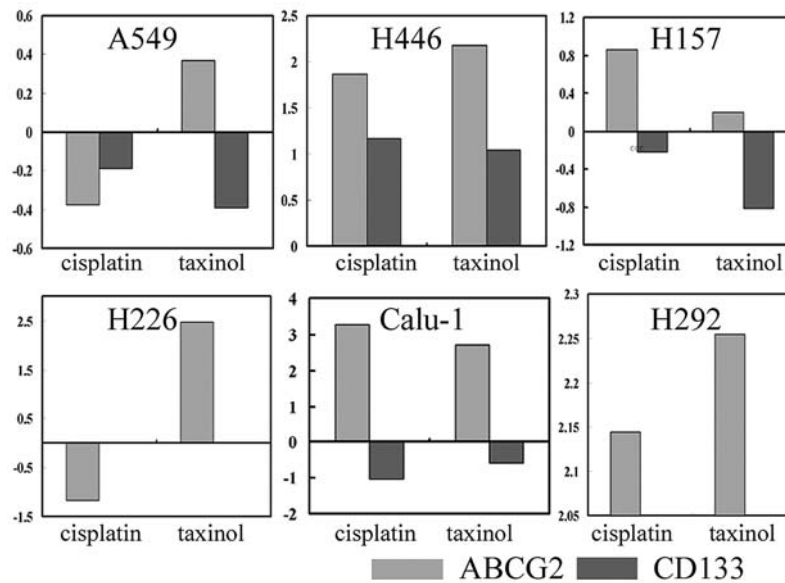 A549
0.6
0.4
0.2
0
-0.2
-0.4
-0.6
cisplatin taxinol
H446
2.5
2
1.5
1
0.5
0
cisplatin taxinol
H157
1.2
0.8
0.4
0
-0.4
-0.8
-1.2
cisplatin taxinol
H226
2.5
1.5
0.5
-0.5
-1.5
cisplatin taxinol
Calu-1
4
3
2
1
0
-1
-2
cisplatin taxinol
H292
2.3
2.25
2.2
2.15
2.1
2.05
cisplatin taxinol
ABCG2 CD133